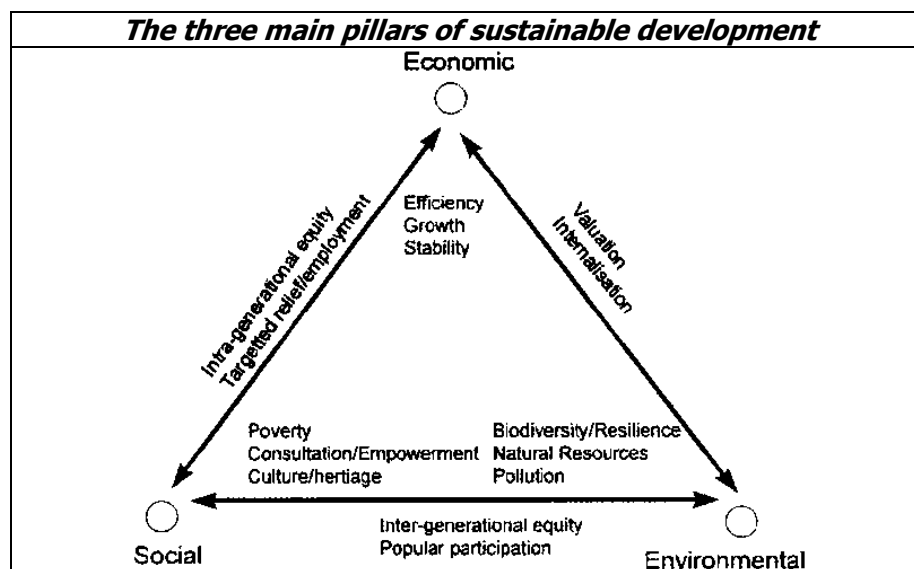 The three main pillars of sustainable development
Economic
Efficiency
Growth
Stability
Intra-generational equity
Targetted relief/employment
Valuation
Internalisation
Poverty
Consultation/Empowerment
Culture/hertiage
Biodiversity/Resilience
Natural Resources
Pollution
Inter-generational equity
Popular participation
Social
Environmental